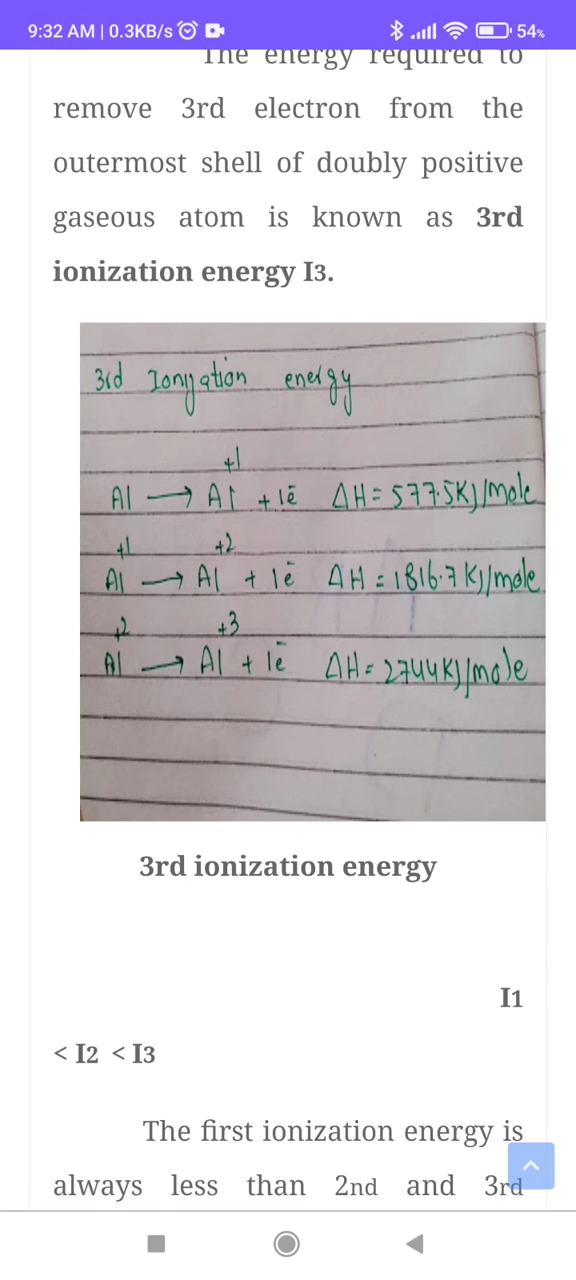 9:32 AM | 0.3KB/s
54%
The energy required to
remove 3rd electron from the
outermost shell of doubly positive
gaseous atom is known as 3rd
ionization energy I3.
3rd Ionization energy
+1
Al → Al + 1ē ΔH = 577.5KJ/mole
+1 +2
Al → Al + 1ē ΔH = 1816.7 KJ/mole
+2 +3
Al → Al + 1ē ΔH = 2744KJ/mole
3rd ionization energy
I1
< I2 < I3
The first ionization energy is
always less than 2nd and 3rd